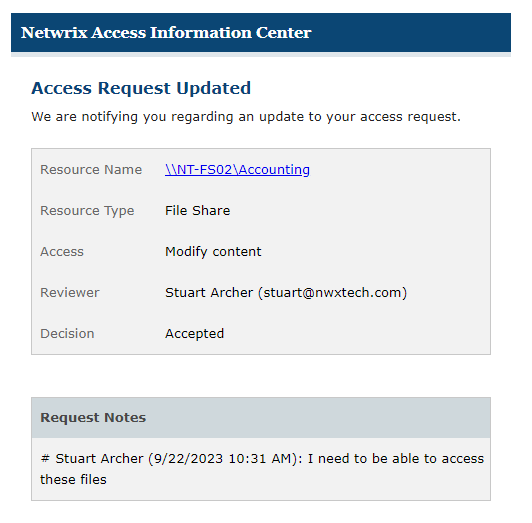 Netwrix Access Information Center
Access Request Updated
We are notifying you regarding an update to your access request.
Resource Name \\NT-FS02\Accounting
Resource Type File Share
Access Modify content
Reviewer Stuart Archer (stuart@nwxtech.com)
Decision Accepted
Request Notes
# Stuart Archer (9/22/2023 10:31 AM): I need to be able to access
these files